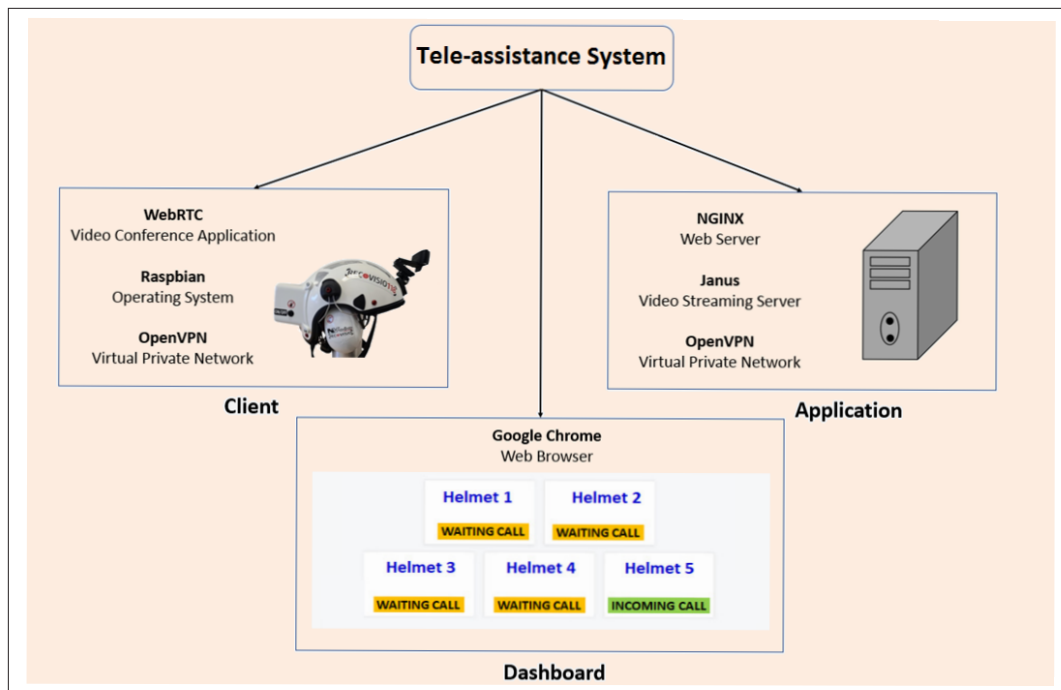 Tele-assistance System
WebRTC
Video Conference Application
Raspbian
Operating System
OpenVPN
Virtual Private Network
Client
NGINX
Web Server
Janus
Video Streaming Server
OpenVPN
Virtual Private Network
Application
Google Chrome
Web Browser
Helmet 1
WAITING CALL
Helmet 2
WAITING CALL
Helmet 3
WAITING CALL
Helmet 4
WAITING CALL
Helmet 5
INCOMING CALL
Dashboard